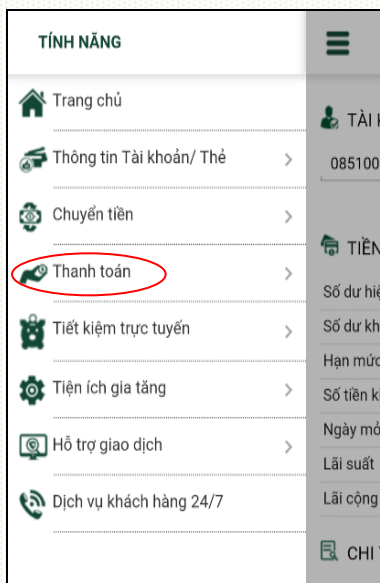 TÍNH NĂNG
Trang chủ
Thông tin Tài khoản/ Thẻ
Chuyển tiền
Thanh toán
Tiết kiệm trực tuyến
Tiện ích gia tăng
Hỗ trợ giao dịch
Dịch vụ khách hàng 24/7
TÀI
085100
TIỀN
Số dư
Số dư
Hạn mức
Số tiền
Ngày mở
Lãi suất
Lãi cộng
CHI